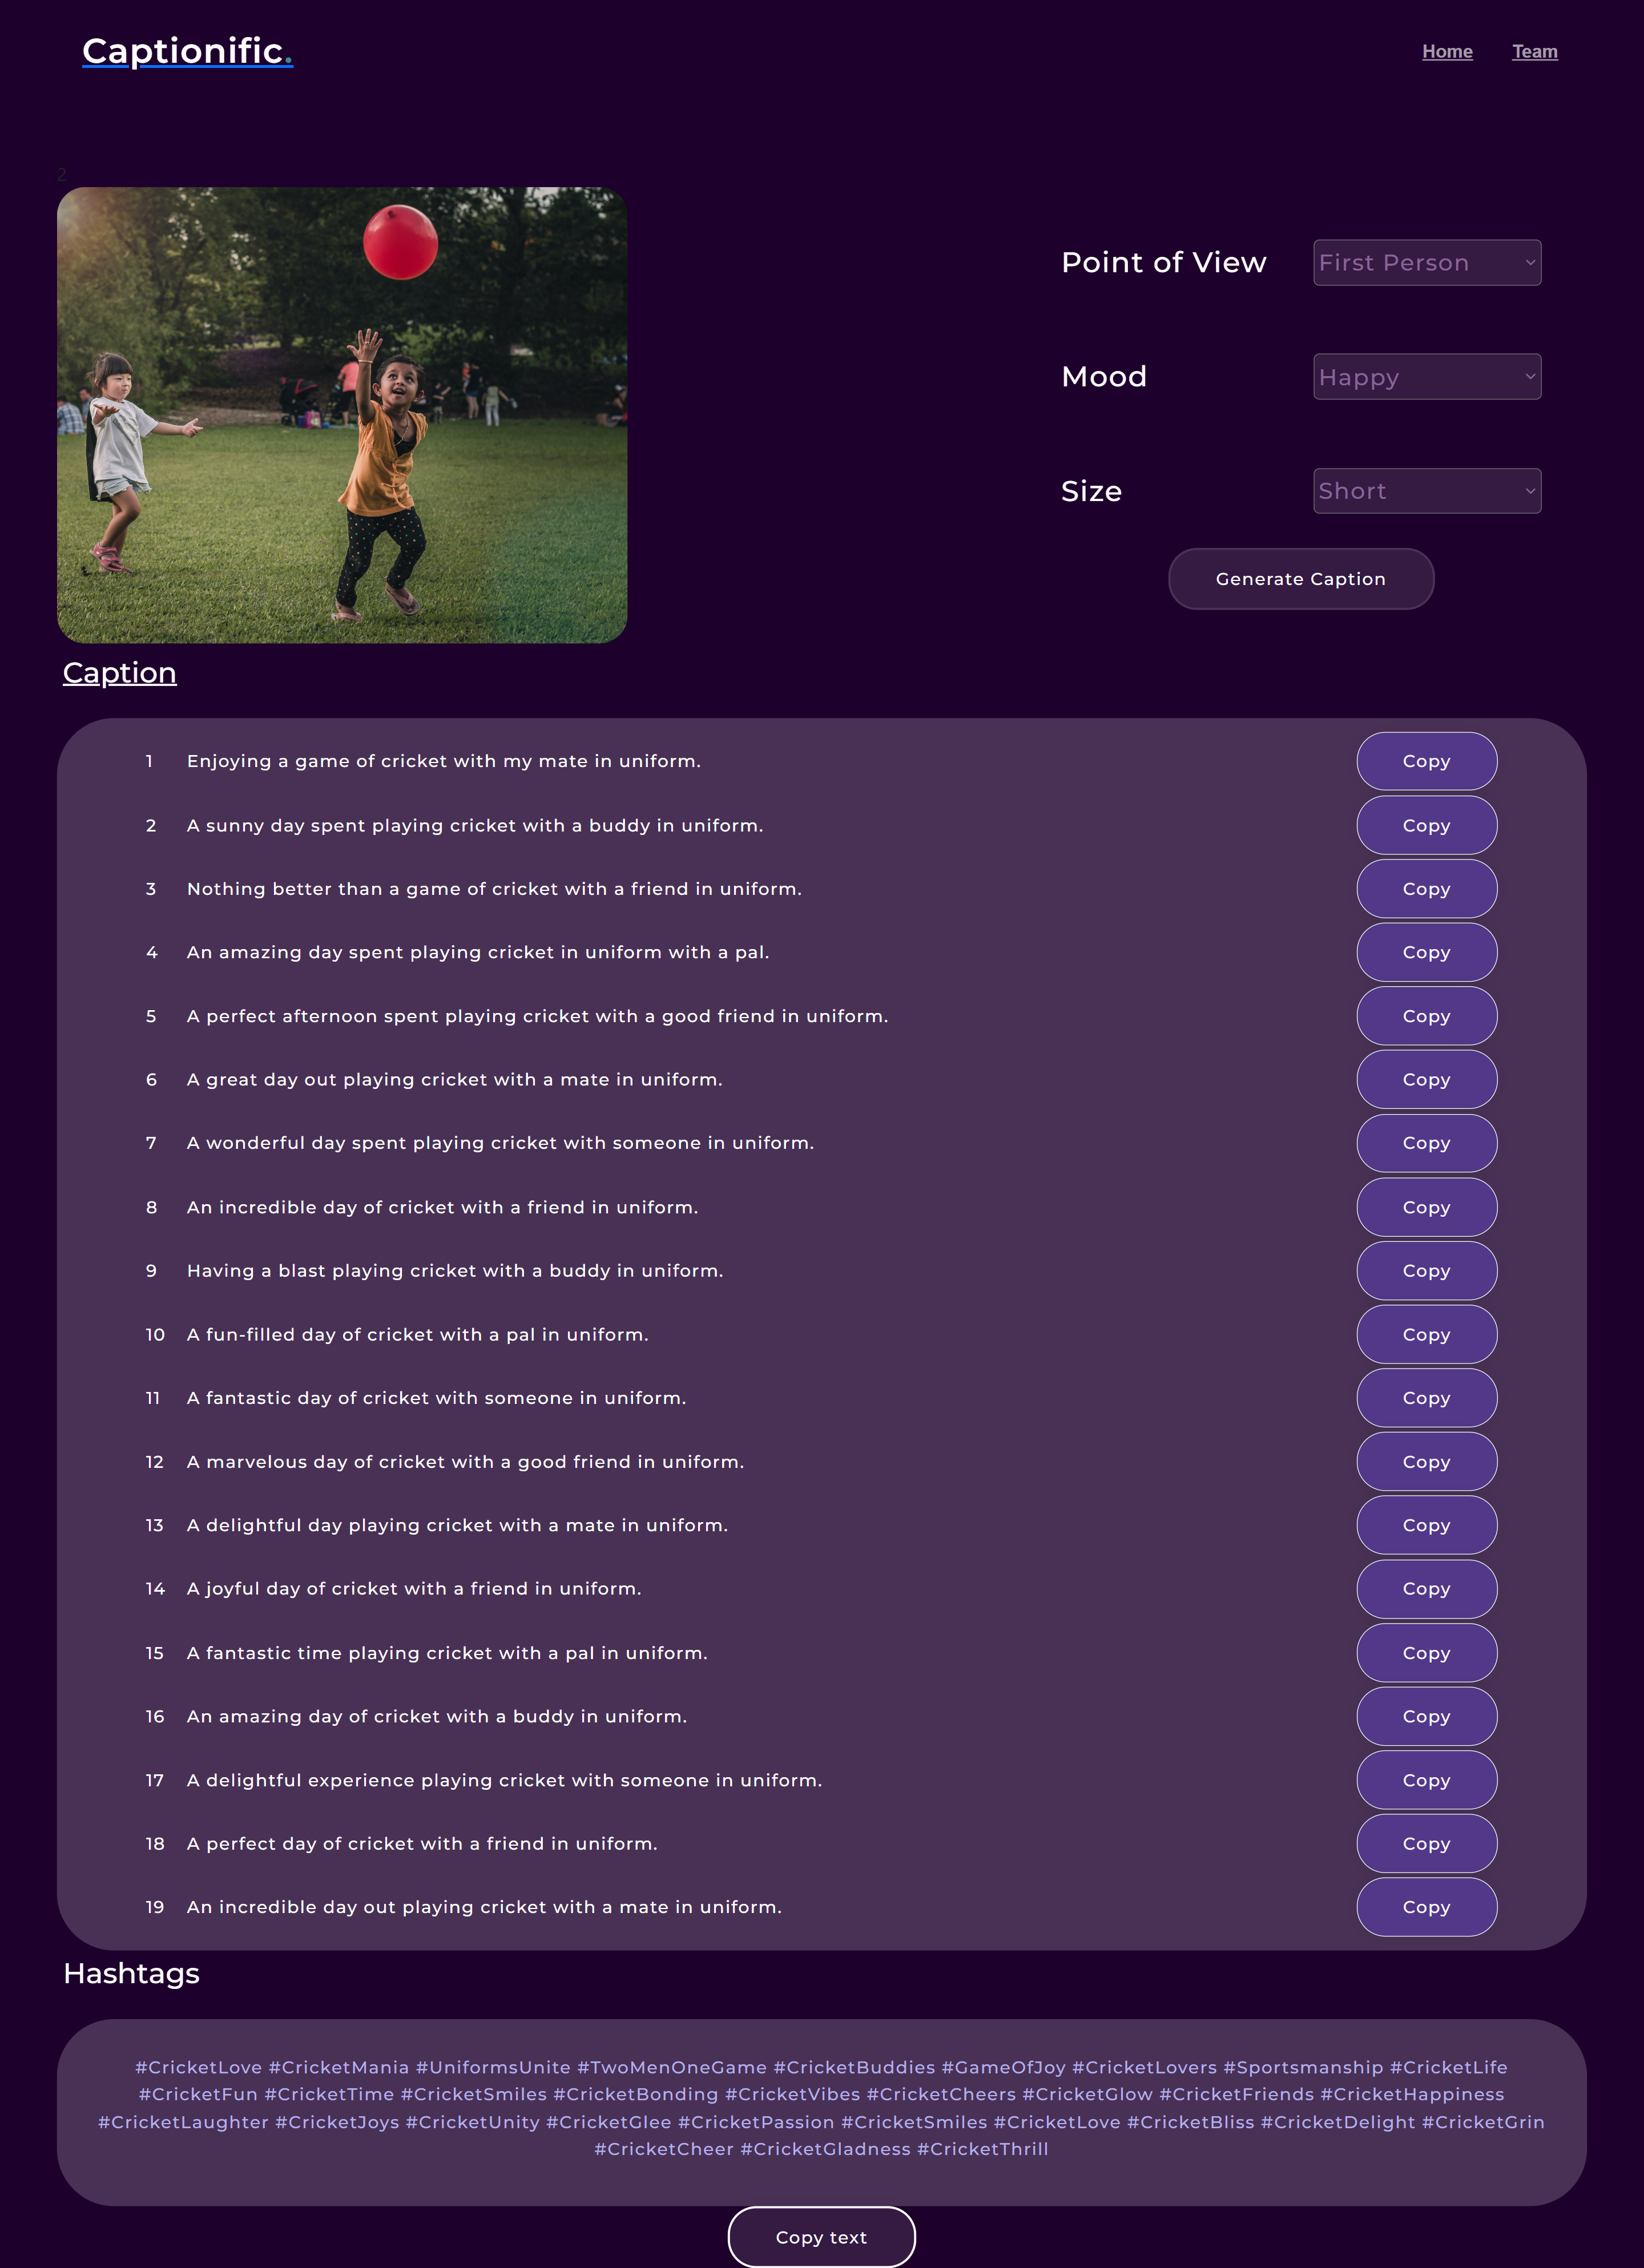 Captionific.
Home Team
2
Point of View First Person
Mood Happy
Size Short
Generate Caption
Caption
1 Enjoying a game of cricket with my mate in uniform. Copy
2 A sunny day spent playing cricket with a buddy in uniform. Copy
3 Nothing better than a game of cricket with a friend in uniform. Copy
4 An amazing day spent playing cricket in uniform with a pal. Copy
5 A perfect afternoon spent playing cricket with a good friend in uniform. Copy
6 A great day out playing cricket with a mate in uniform. Copy
7 A wonderful day spent playing cricket with someone in uniform. Copy
8 An incredible day of cricket with a friend in uniform. Copy
9 Having a blast playing cricket with a buddy in uniform. Copy
10 A fun-filled day of cricket with a pal in uniform. Copy
11 A fantastic day of cricket with someone in uniform. Copy
12 A marvelous day of cricket with a good friend in uniform. Copy
13 A delightful day playing cricket with a mate in uniform. Copy
14 A joyful day of cricket with a friend in uniform. Copy
15 A fantastic time playing cricket with a pal in uniform. Copy
16 An amazing day of cricket with a buddy in uniform. Copy
17 A delightful experience playing cricket with someone in uniform. Copy
18 A perfect day of cricket with a friend in uniform. Copy
19 An incredible day out playing cricket with a mate in uniform. Copy
Hashtags
#CricketLove #CricketMania #UniformsUnite #TwoMenOneGame #CricketBuddies #GameOfJoy #CricketLovers #Sportsmanship #CricketLife
#CricketFun #CricketTime #CricketSmiles #CricketBonding #CricketVibes #CricketCheers #CricketGlow #CricketFriends #CricketHappiness
#CricketLaughter #CricketJoys #CricketUnity #CricketGlee #CricketPassion #CricketSmiles #CricketLove #CricketBliss #CricketDelight #CricketGrin
#CricketCheer #CricketGladness #CricketThrill
Copy text